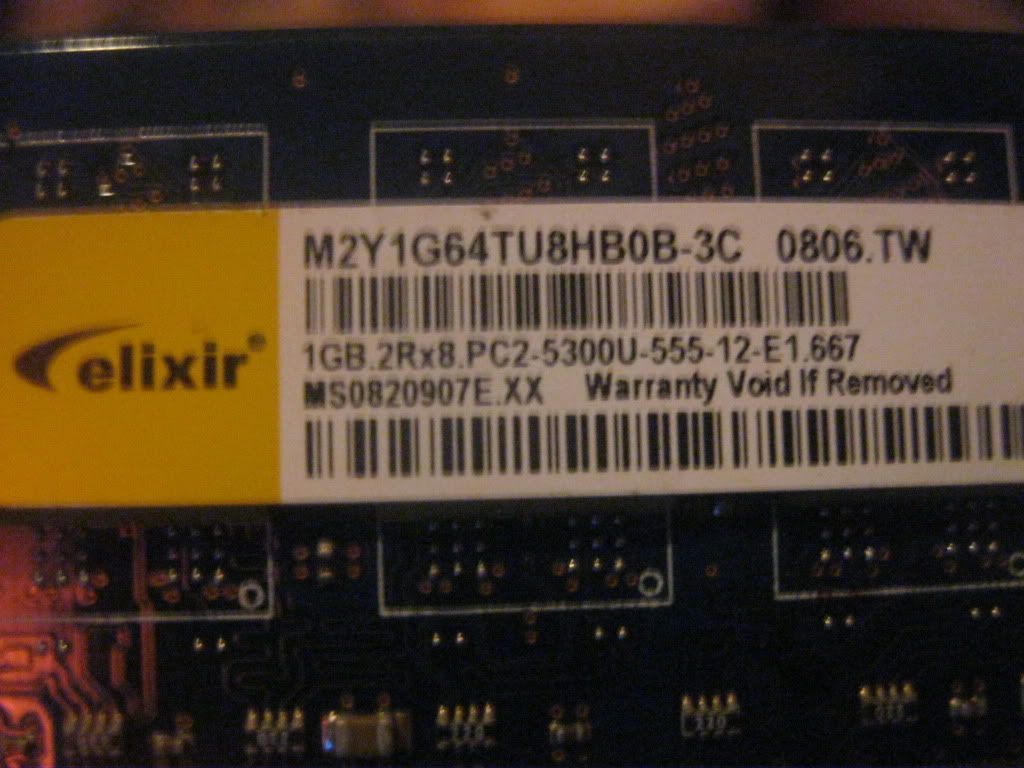 M2Y1G64TU8HB0B-3C 0806.TW
elixir®
1GB.2Rx8.PC2-5300U-555-12-E1.667
MS0820907E.XX Warranty Void If Removed
330